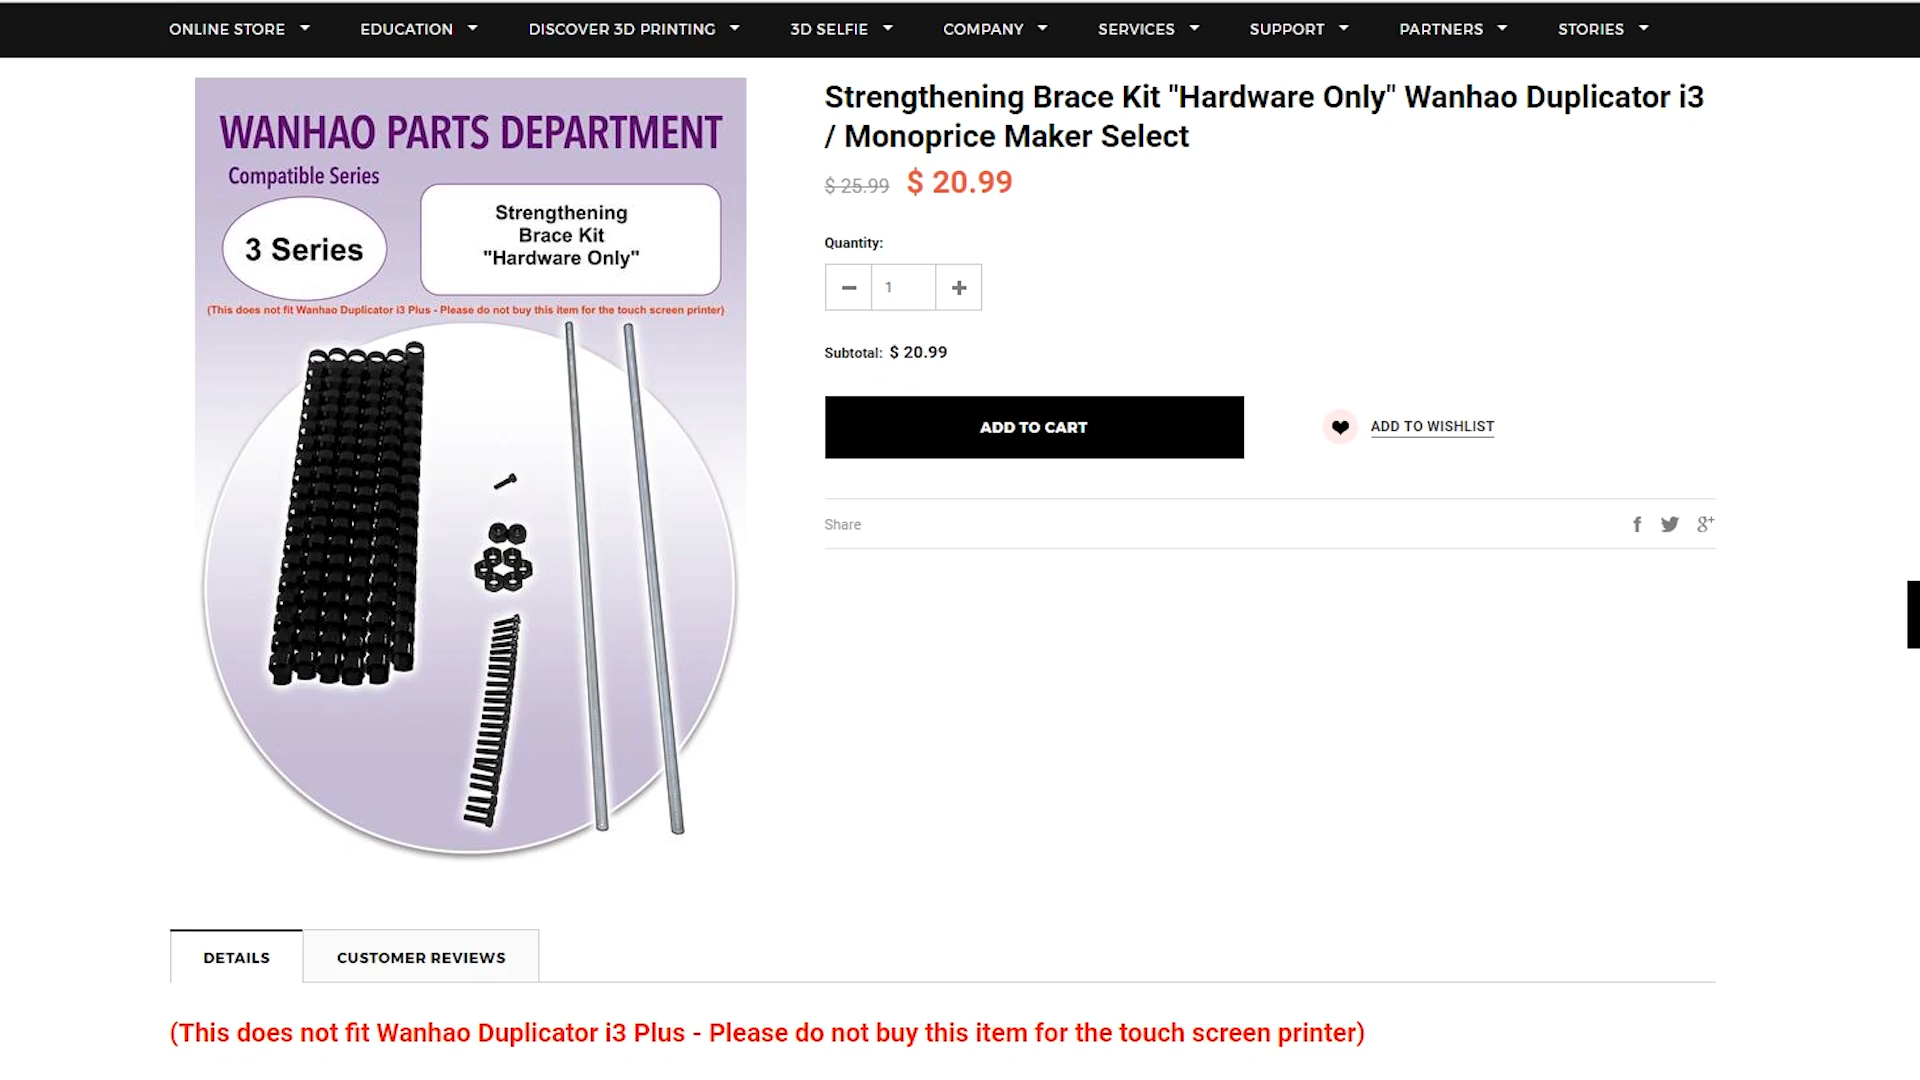 ONLINE STORE EDUCATION DISCOVER 3D PRINTING 3D SELFIE COMPANY SERVICES SUPPORT PARTNERS STORIES
WANHAO PARTS DEPARTMENT
Compatible Series
3 Series
Strengthening
Brace Kit
"Hardware Only"
(This does not fit Wanhao Duplicator i3 Plus - Please do not buy this item for the touch screen printer)
Strengthening Brace Kit "Hardware Only" Wanhao Duplicator i3
/ Monoprice Maker Select
$ 25.99 $ 20.99
Quantity:
1
Subtotal: $ 20.99
ADD TO CART
ADD TO WISHLIST
Share
DETAILS CUSTOMER REVIEWS
(This does not fit Wanhao Duplicator i3 Plus - Please do not buy this item for the touch screen printer)